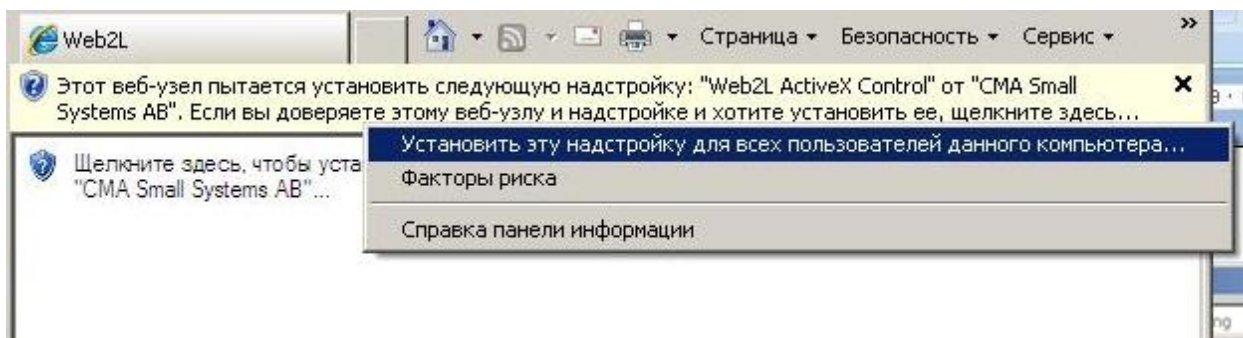 Web2L
Страница Безопасность Сервис »
Этот веб-узел пытается установить следующую надстройку: "Web2L ActiveX Control" от "CMA Small
Systems AB". Если вы доверяете этому веб-узлу и надстройке и хотите установить ее, щелкните здесь...
Установить эту надстройку для всех пользователей данного компьютера...
Щелкните здесь, чтобы уста
"CMA Small Systems AB"...
Факторы риска
Справка панели информации
ng